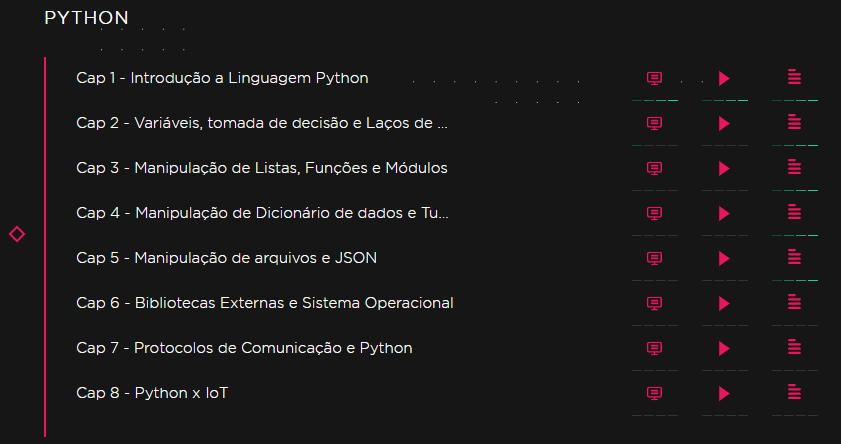 PYTHON
Cap 1 - Introdução a Linguagem Python
Cap 2 - Variáveis, tomada de decisão e Laços de ...
Cap 3 - Manipulação de Listas, Funções e Módulos
Cap 4 - Manipulação de Dicionário de dados e Tu...
Cap 5 - Manipulação de arquivos e JSON
Cap 6 - Bibliotecas Externas e Sistema Operacional
Cap 7 - Protocolos de Comunicação e Python
Cap 8 - Python x IoT